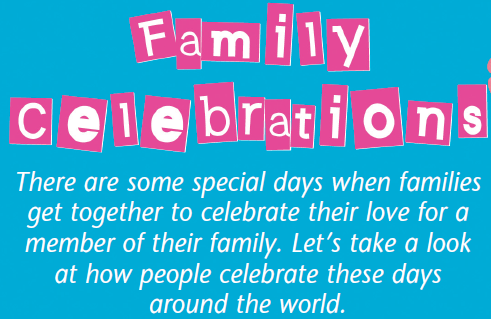 Family
Celebrations
There are some special days when families
get together to celebrate their love for a
member of their family. Let's take a look
at how people celebrate these days
around the world.